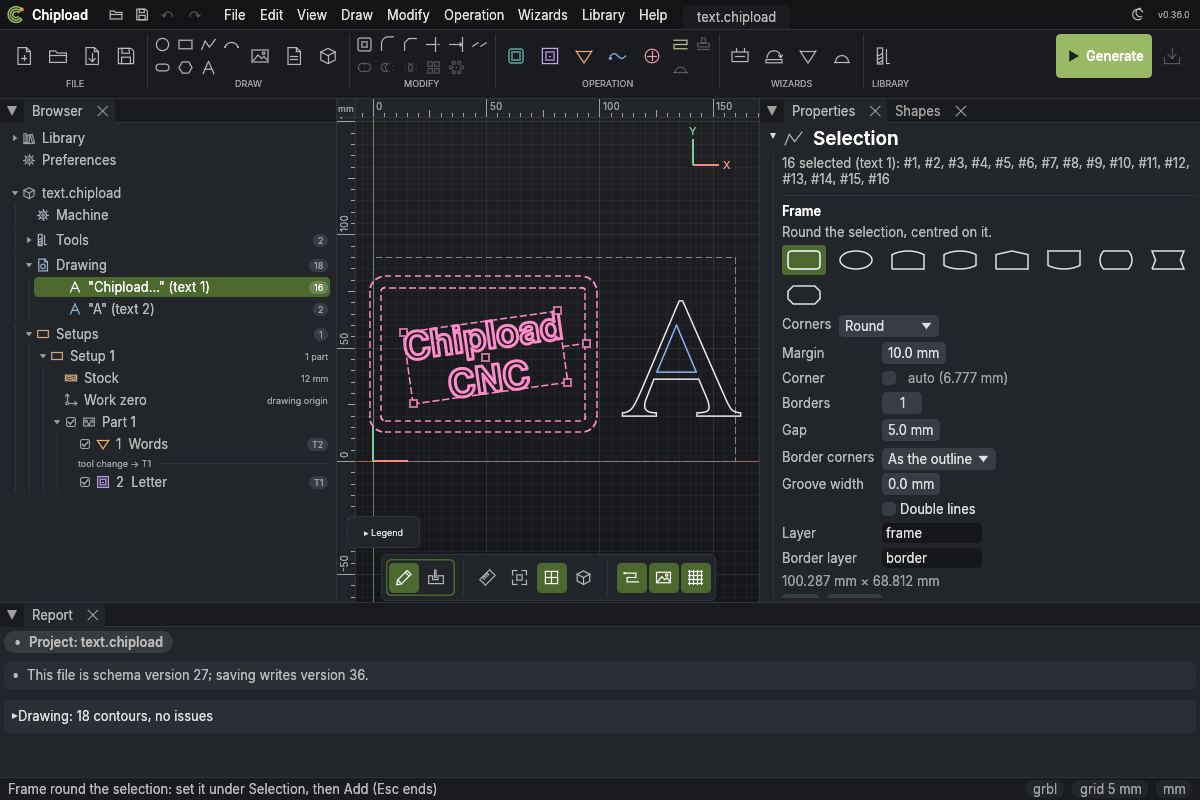 Chipload
File Edit View Draw Modify Operation Wizards Library Help
text.chipload
v0.36.0
FILE
DRAW
MODIFY
OPERATION
WIZARDS
LIBRARY
Generate
Browser
Library
Preferences
text.chipload
Machine
Tools 2
Drawing 18
"Chipload..." (text 1) 16
"A" (text 2) 2
Setups 1
Setup 1 1 part
Stock 12 mm
Work zero drawing origin
Part 1
1 Words T2
tool change → T1
2 Letter T1
mm 0 50 100 150
100
50
0
-50
Y
X
Chipload
CNC
A
Legend
Properties
Shapes
Selection
16 selected (text 1): #1, #2, #3, #4, #5, #6, #7, #8, #9, #10, #11, #12,
#13, #14, #15, #16
Frame
Round the selection, centred on it.
Corners Round
Margin 10.0 mm
Corner auto (6.777 mm)
Borders 1
Gap 5.0 mm
Border corners As the outline
Groove width 0.0 mm
Double lines
Layer frame
Border layer border
100.287 mm × 68.812 mm
Report
• Project: text.chipload
• This file is schema version 27; saving writes version 36.
Drawing: 18 contours, no issues
Frame round the selection: set it under Selection, then Add (Esc ends)
grbl grid 5 mm mm